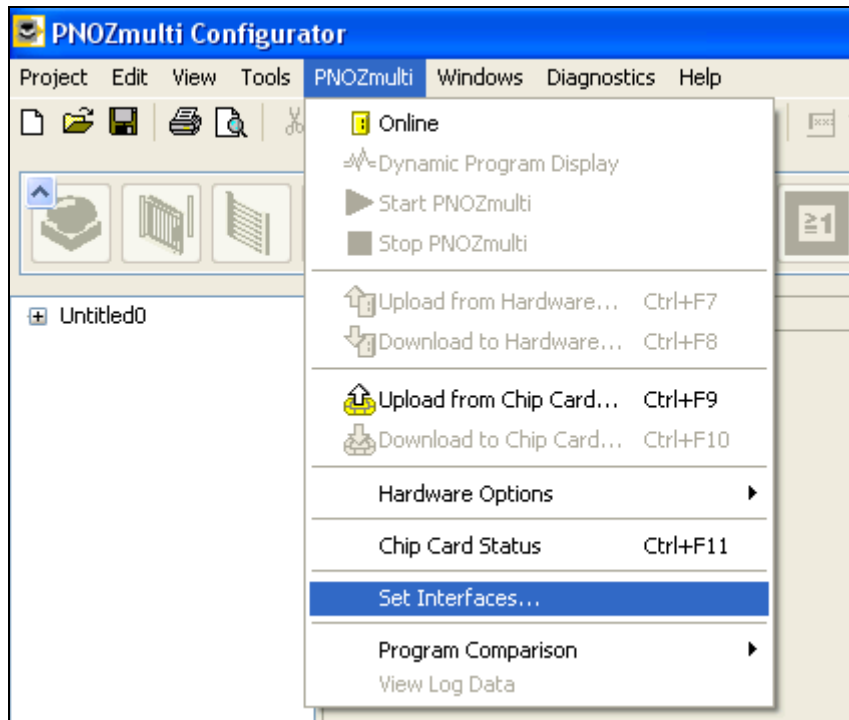 PNOZmulti Configurator
Project Edit View Tools PNOZmulti Windows Diagnostics Help
Online
Dynamic Program Display
Start PNOZmulti
Stop PNOZmulti
≧1
Upload from Hardware... Ctrl+F7
Untitled0
Download to Hardware... Ctrl+F8
Upload from Chip Card... Ctrl+F9
Download to Chip Card... Ctrl+F10
Hardware Options
Chip Card Status Ctrl+F11
Set Interfaces...
Program Comparison
View Log Data